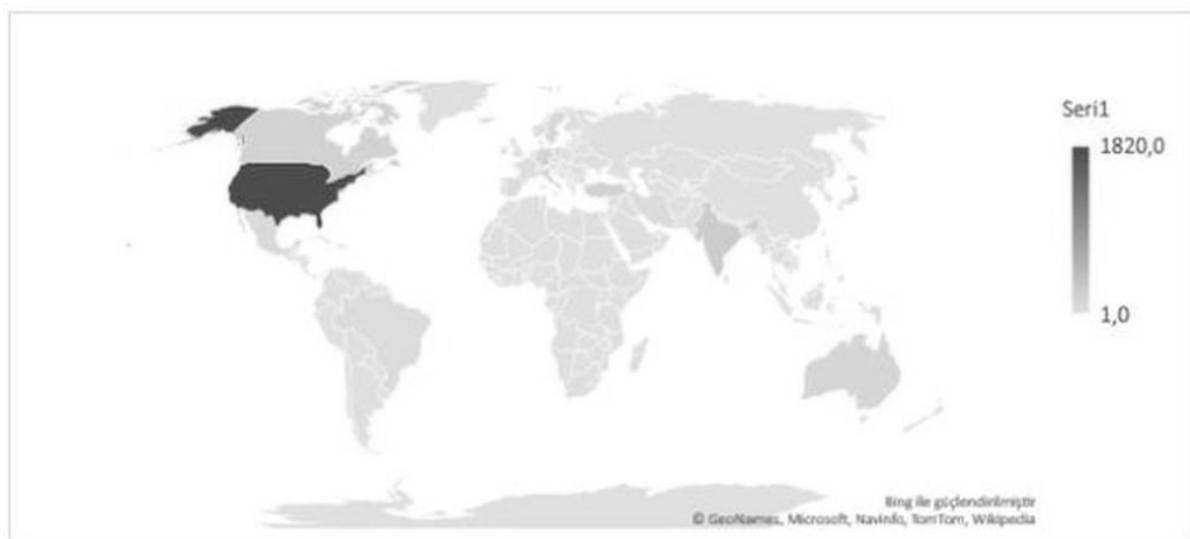 Seri1
1820,0
1,0
Bing ile güçlendirilmiştir
© GeoNames, Microsoft, Navinfo, TomTom, Wikipedia